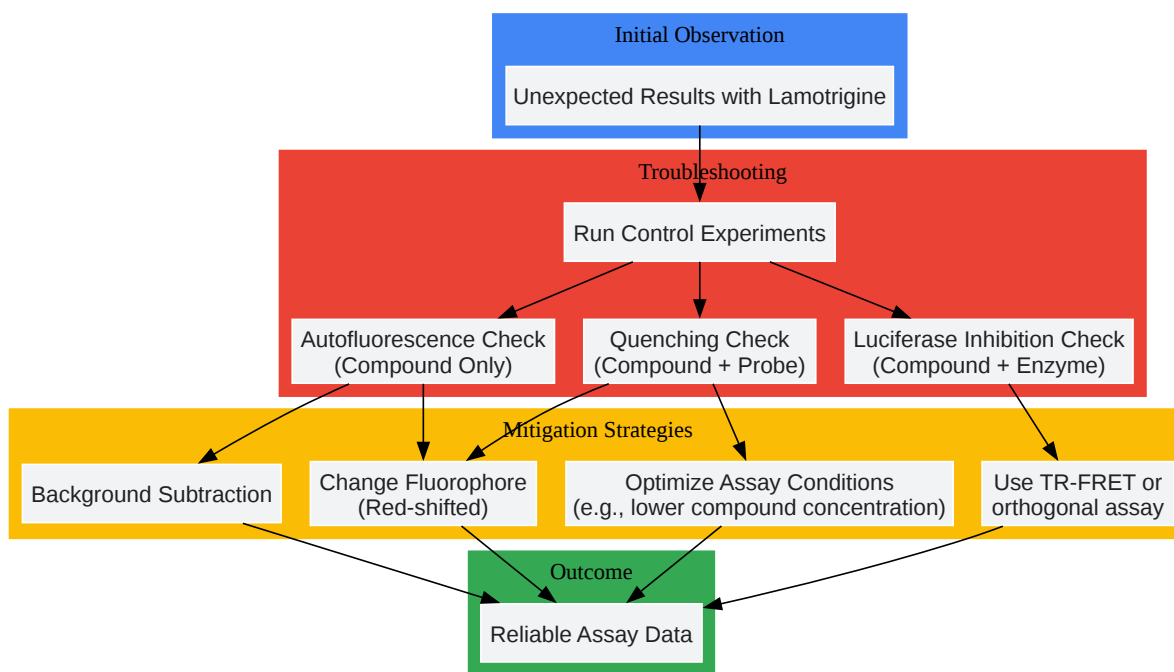 Initial Observation
Unexpected Results with Lamotrigine
Troubleshooting
Run Control Experiments
Autofluorescence Check
(Compound Only)
Quenching Check
(Compound + Probe)
Luciferase Inhibition Check
(Compound + Enzyme)
Mitigation Strategies
Background Subtraction
Change Fluorophore
(Red-shifted)
Optimize Assay Conditions
(e.g., lower compound concentration)
Use TR-FRET or
orthogonal assay
Outcome
Reliable Assay Data